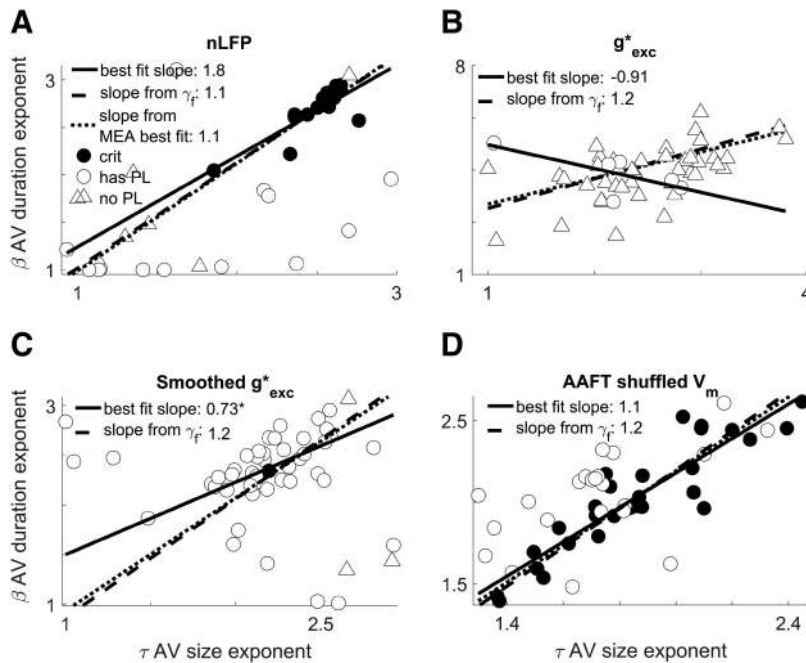 A
nLFP
best fit slope: 1.8
slope from γf: 1.1
slope from
MEA best fit: 1.1
crit
has PL
no PL
β AV duration exponent
3
1
1
3
B
g*exc
best fit slope: -0.91
slope from γf: 1.2
8
1
1
4
C
Smoothed g*exc
best fit slope: 0.73*
slope from γf: 1.2
β AV duration exponent
3
1
1
2.5
τ AV size exponent
D
AAFT shuffled Vm
best fit slope: 1.1
slope from γf: 1.2
2.5
1.5
1.4
2.4
τ AV size exponent